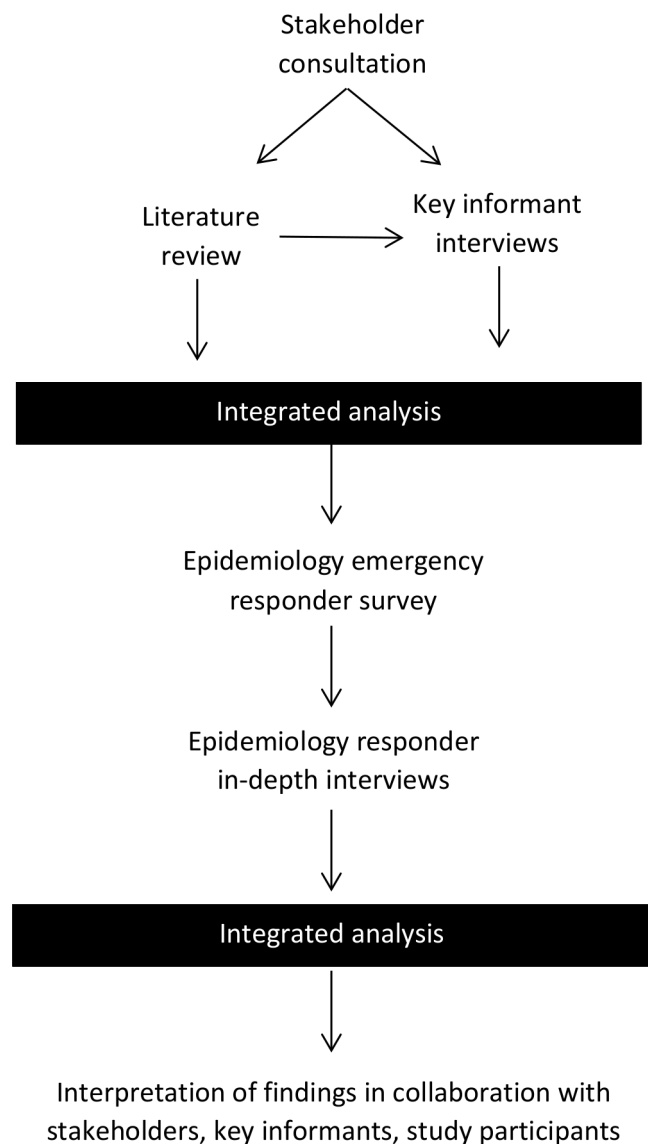 Stakeholder
consultation
Literature
review
Key informant
interviews
Integrated analysis
Epidemiology emergency
responder survey
Epidemiology responder
in-depth interviews
Integrated analysis
Interpretation of findings in collaboration with
stakeholders, key informants, study participants